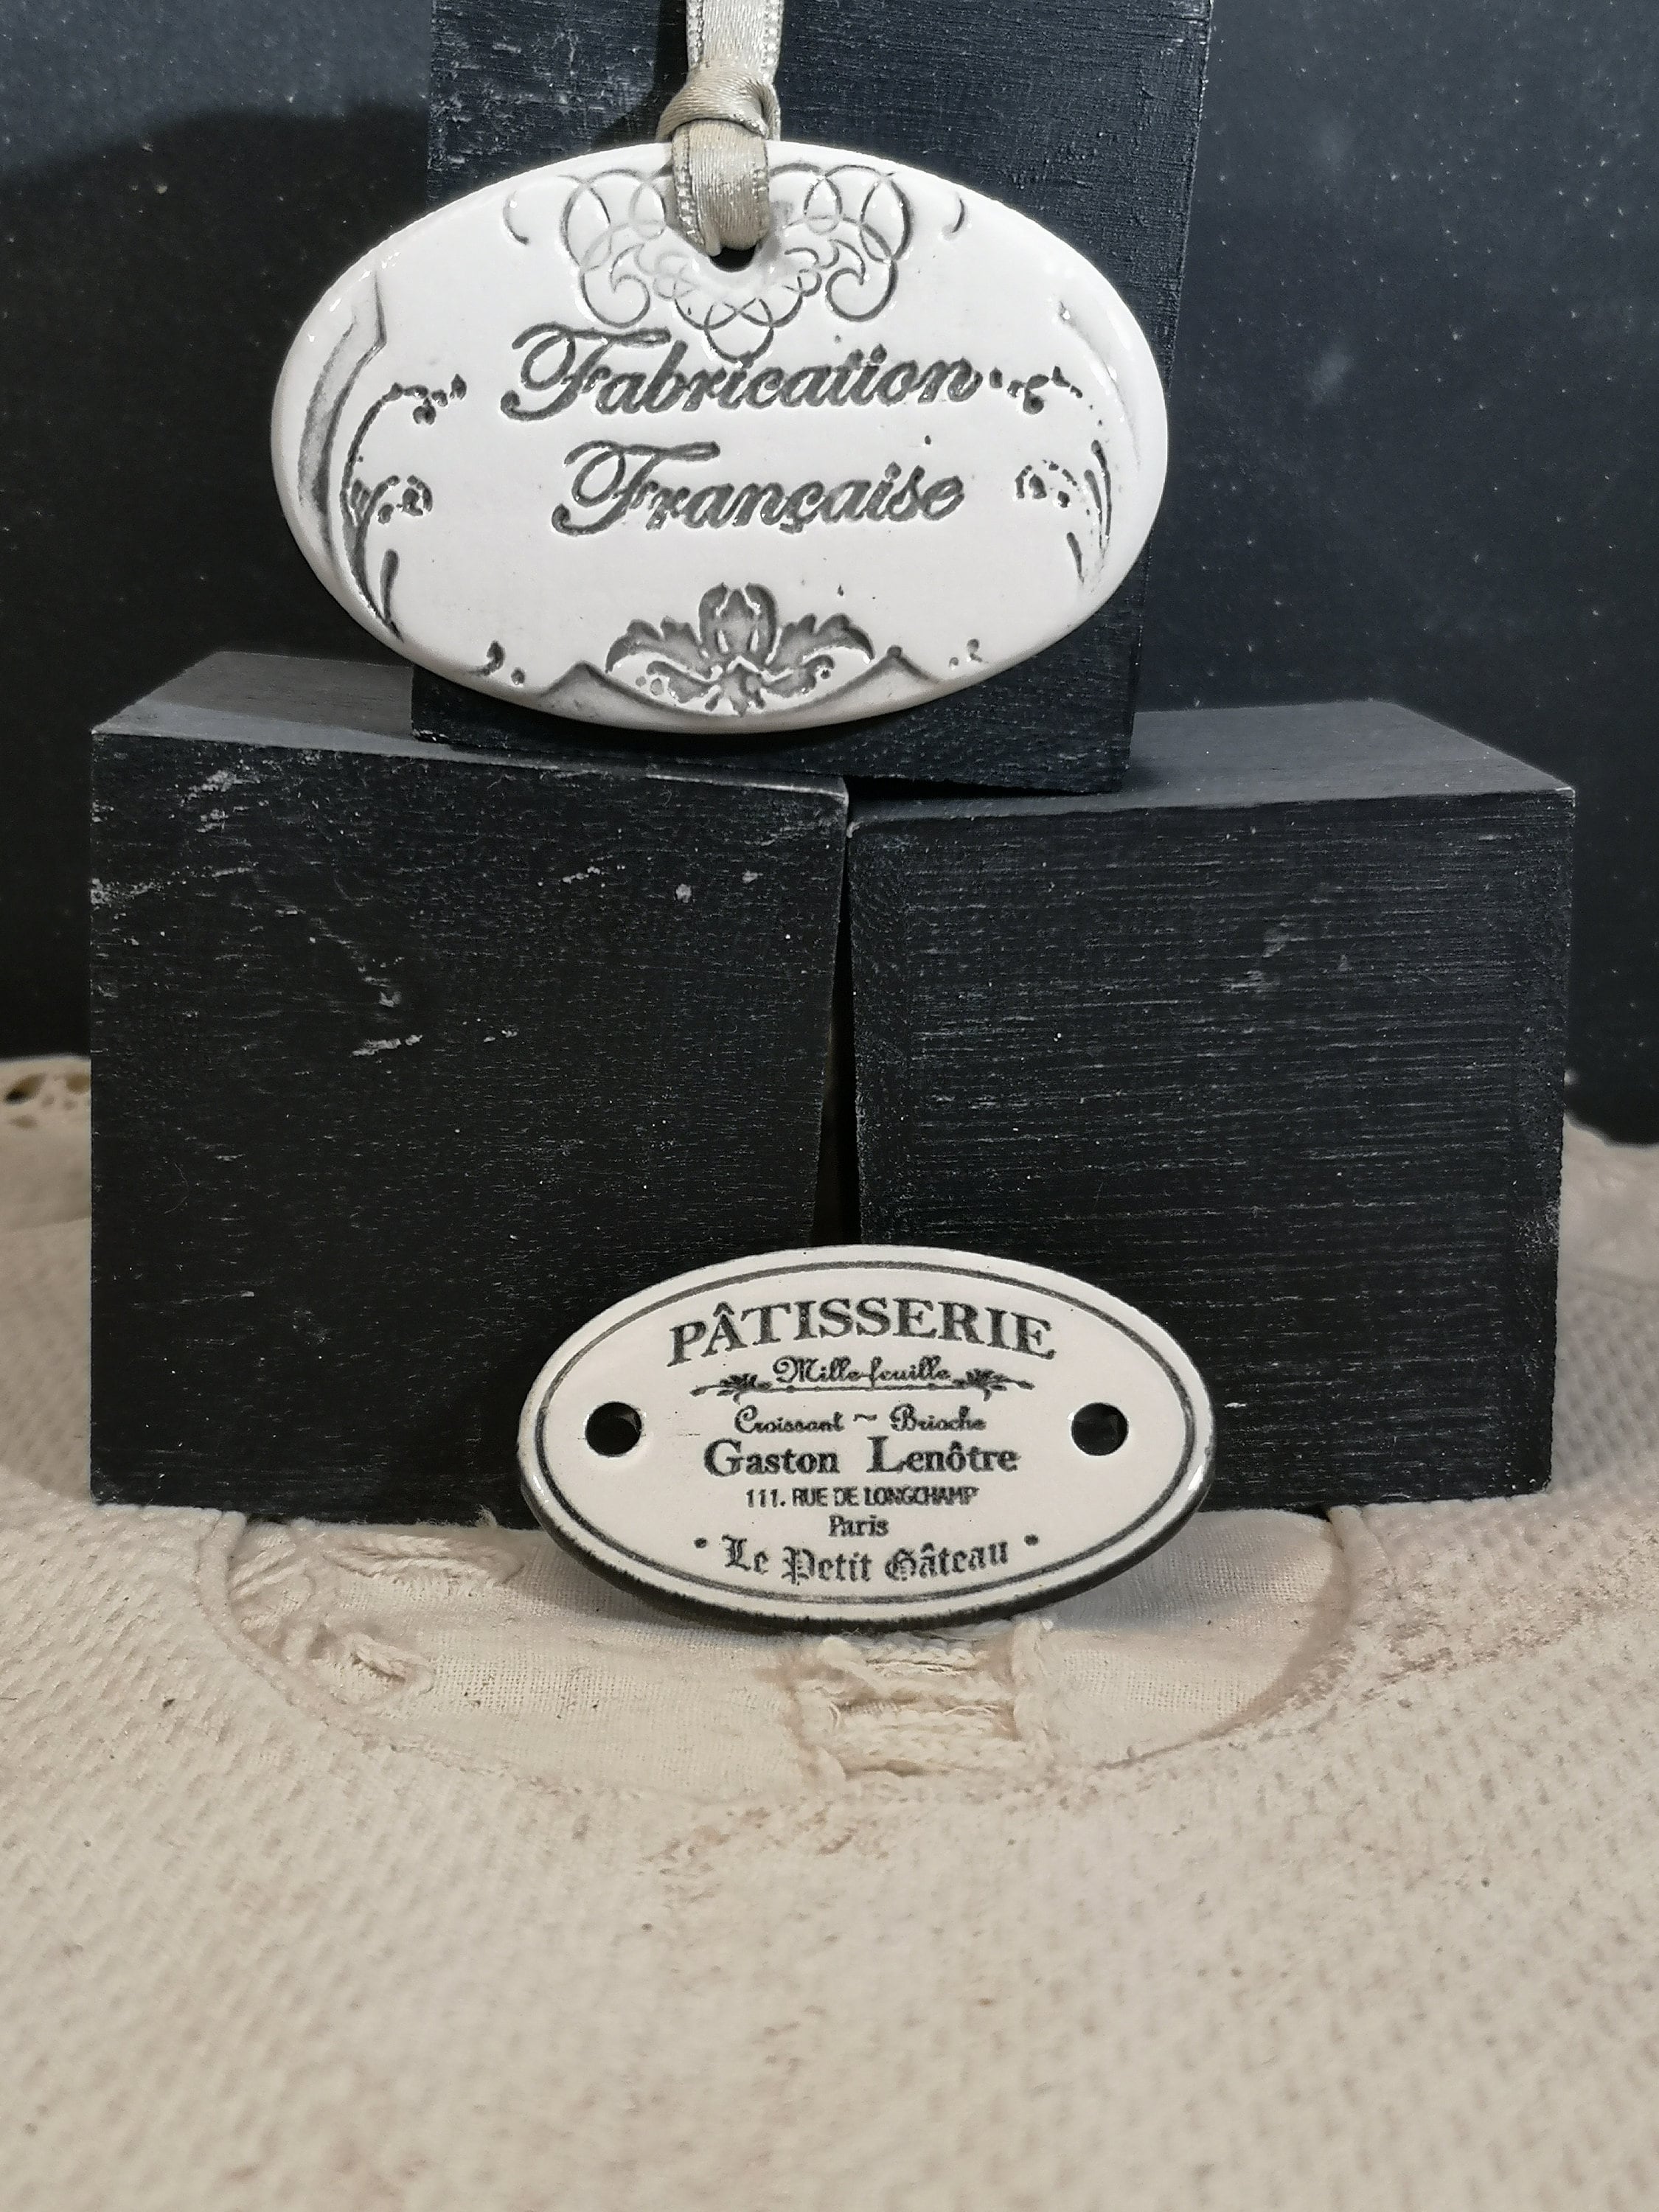 Fabrication
Française
PÂTISSERIE
Mille-feuille
Croissant ~ Brioche
Gaston Lenôtre
111. RUE DE LONGCHAMP
Paris
• Le Petit Gâteau •